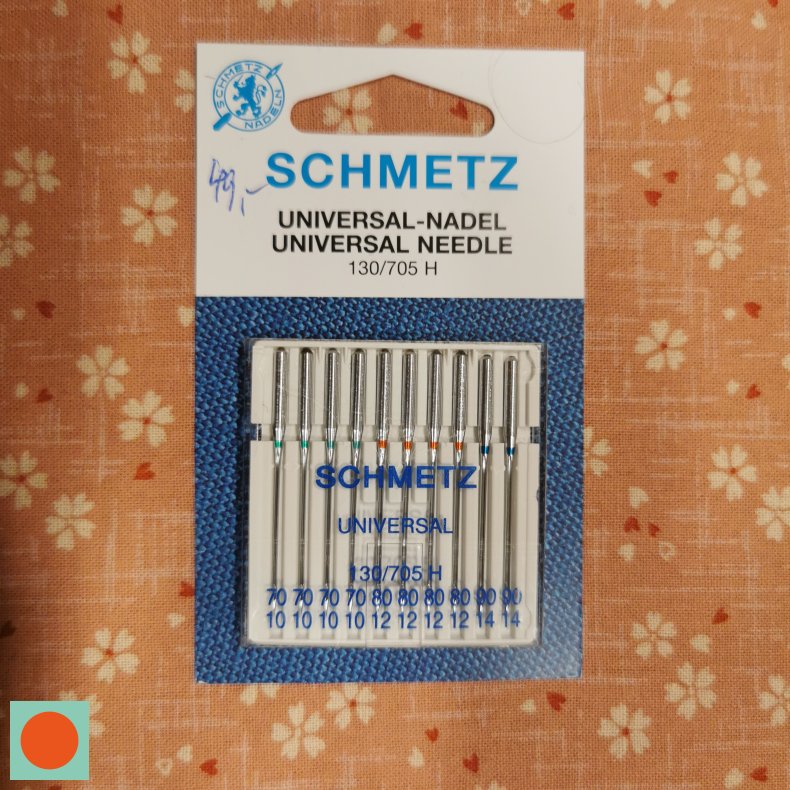 SCHMETZ
NADELN
49,-
SCHMETZ
UNIVERSAL-NADEL
UNIVERSAL NEEDLE
130/705 H
SCHMETZ
UNIVERSAL
130/705 H
70 70 70 70 80 80 80 80 90 90
10 10 10 10 12 12 12 12 14 14